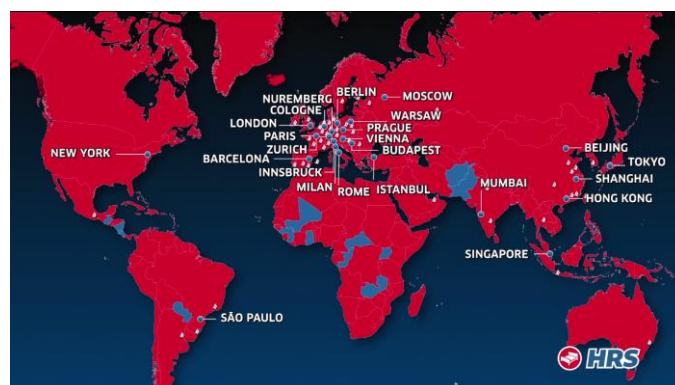 BERLIN
NUREMBERG
MOSCOW
COLOGNE
WARSAW
LONDON
PRAGUE
PARIS
VIENNA
ZURICH
BUDAPEST
NEW YORK
BARCELONA
INNSBRUCK
MILAN
ROME
ISTANBUL
MUMBAI
BEIJING
TOKYO
SHANGHAI
HONG KONG
SINGAPORE
SÃO PAULO
HRS